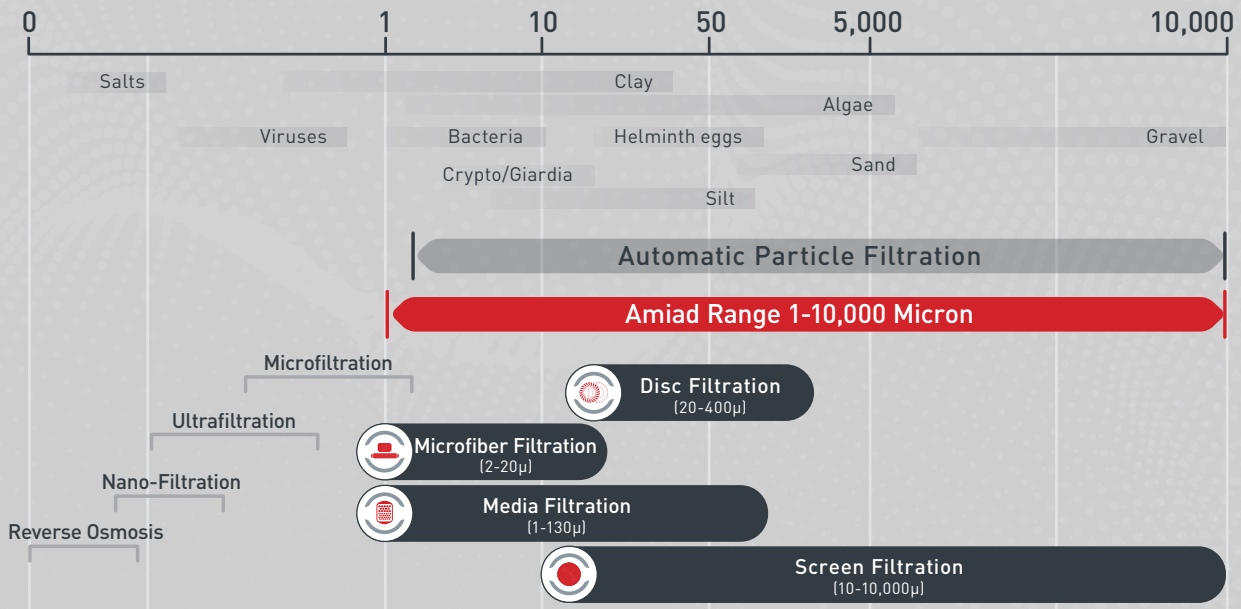 0 1 10 50 5,000 10,000
Salts Clay
Algae
Viruses Bacteria Helminth eggs Gravel
Sand
Crypto/Giardia
Silt
Automatic Particle Filtration
Amiad Range 1-10,000 Micron
Microfiltration
Disc Filtration
(20-400µ)
Ultrafiltration
Microfiber Filtration
(2-20µ)
Nano-Filtration
Media Filtration
(1-130µ)
Reverse Osmosis
Screen Filtration
(10-10,000µ)